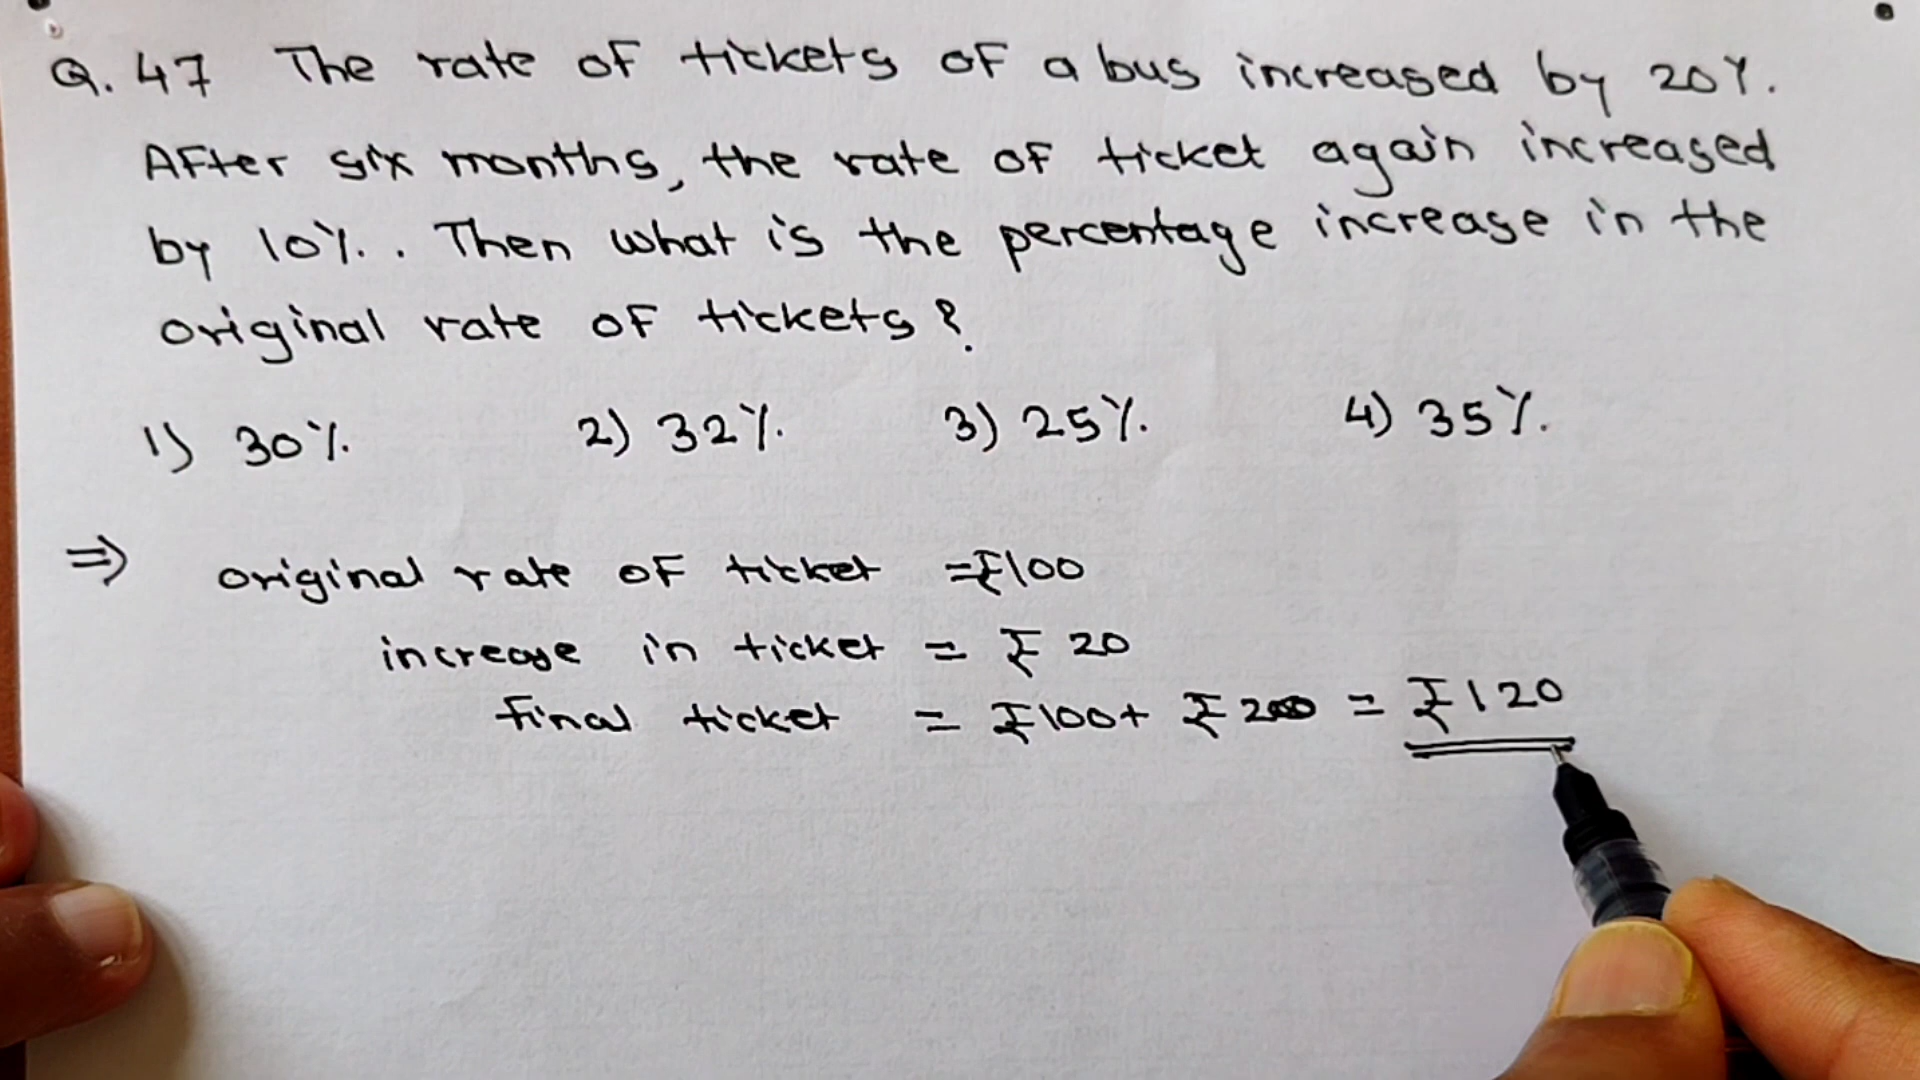 Q. 47 The rate of tickets of a bus increased by 20%.
After six months, the rate of ticket again increased
by 10%. . Then what is the percentage increase in the
original rate of tickets?
1) 30% 2) 32% 3) 25% 4) 35%
⇒ original rate of ticket = ₹100
increase in ticket = ₹ 20
final ticket = ₹100+ ₹20 = ₹120